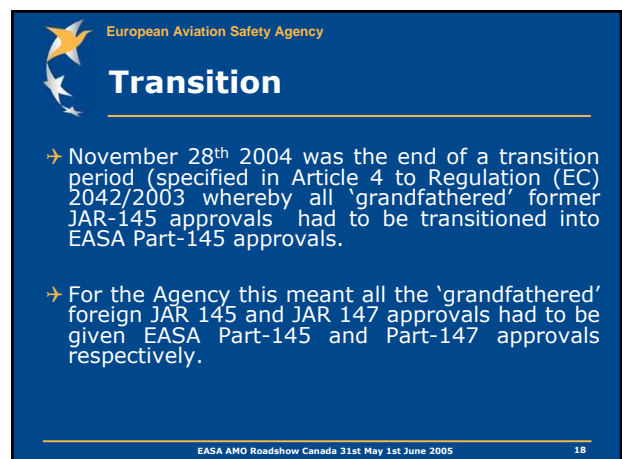 European Aviation Safety Agency
Transition
November 28th 2004 was the end of a transition
period (specified in Article 4 to Regulation (EC)
2042/2003 whereby all ‘grandfathered’ former
JAR-145 approvals had to be transitioned into
EASA Part-145 approvals.
For the Agency this meant all the ‘grandfathered’
foreign JAR 145 and JAR 147 approvals had to be
given EASA Part-145 and Part-147 approvals
respectively.
EASA AMO Roadshow Canada 31st May 1st June 2005 18